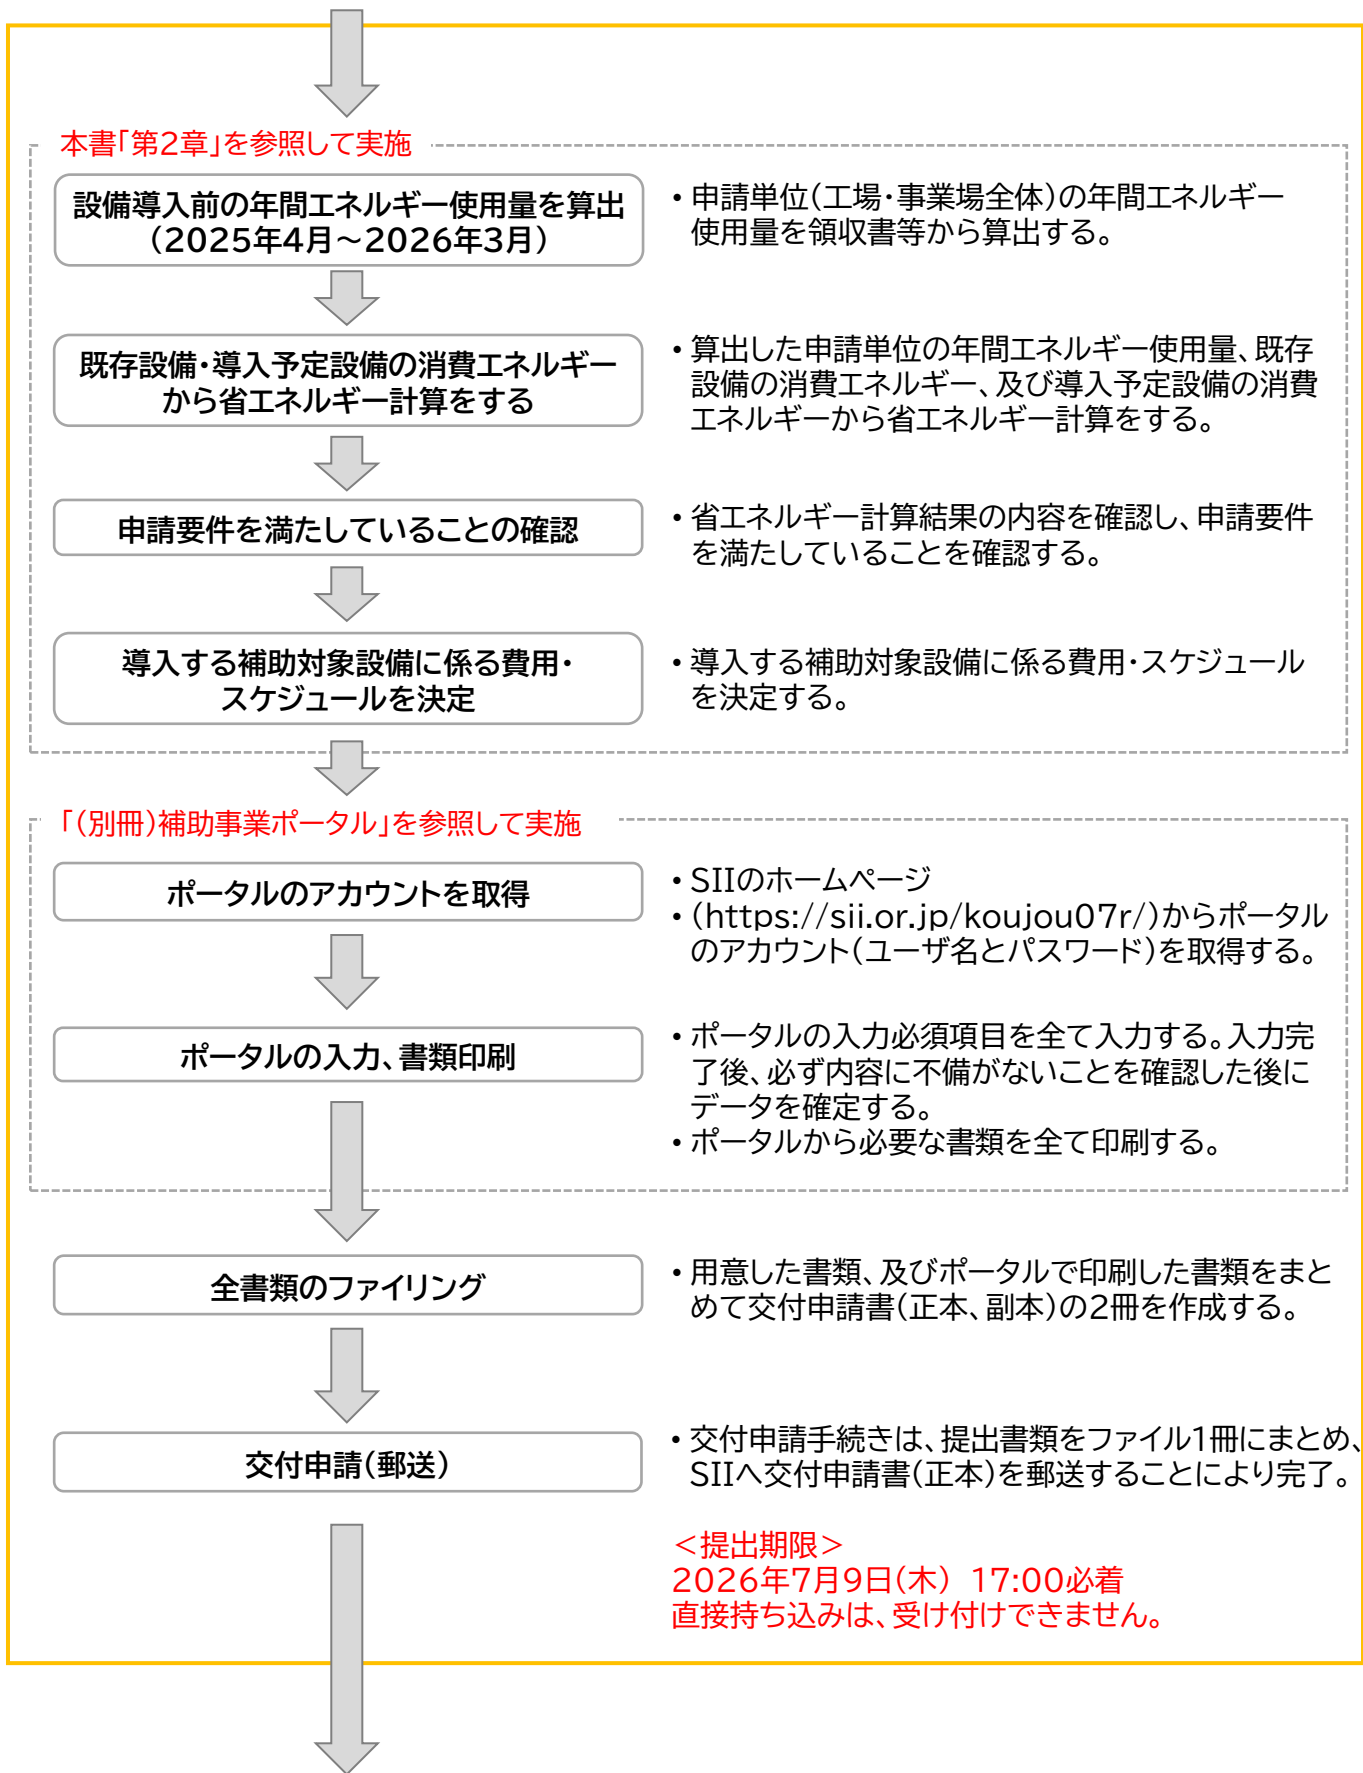 本書「第2章」を参照して実施
設備導入前の年間エネルギー使用量を算出
(2025年4月～2026年3月)
・申請単位(工場・事業場全体)の年間エネルギー
使用量を領収書等から算出する。
既存設備・導入予定設備の消費エネルギー
から省エネルギー計算をする
・算出した申請単位の年間エネルギー使用量、既存
設備の消費エネルギー、及び導入予定設備の消費
エネルギーから省エネルギー計算をする。
申請要件を満たしていることの確認
・省エネルギー計算結果の内容を確認し、申請要件
を満たしていることを確認する。
導入する補助対象設備に係る費用・
スケジュールを決定
・導入する補助対象設備に係る費用・スケジュール
を決定する。
「(別冊)補助事業ポータル」を参照して実施
ポータルのアカウントを取得
・SIIのホームページ
・(https://sii.or.jp/koujou07r/)からポータル
のアカウント(ユーザ名とパスワード)を取得する。
ポータルの入力、書類印刷
・ポータルの入力必須項目を全て入力する。入力完
了後、必ず内容に不備がないことを確認した後に
データを確定する。
・ポータルから必要な書類を全て印刷する。
全書類のファイリング
・用意した書類、及びポータルで印刷した書類をまと
めて交付申請書(正本、副本)の2冊を作成する。
交付申請(郵送)
・交付申請手続きは、提出書類をファイル1冊にまとめ、
SIIへ交付申請書(正本)を郵送することにより完了。
＜提出期限＞
2026年7月9日(木) 17:00必着
直接持ち込みは、受け付けできません。